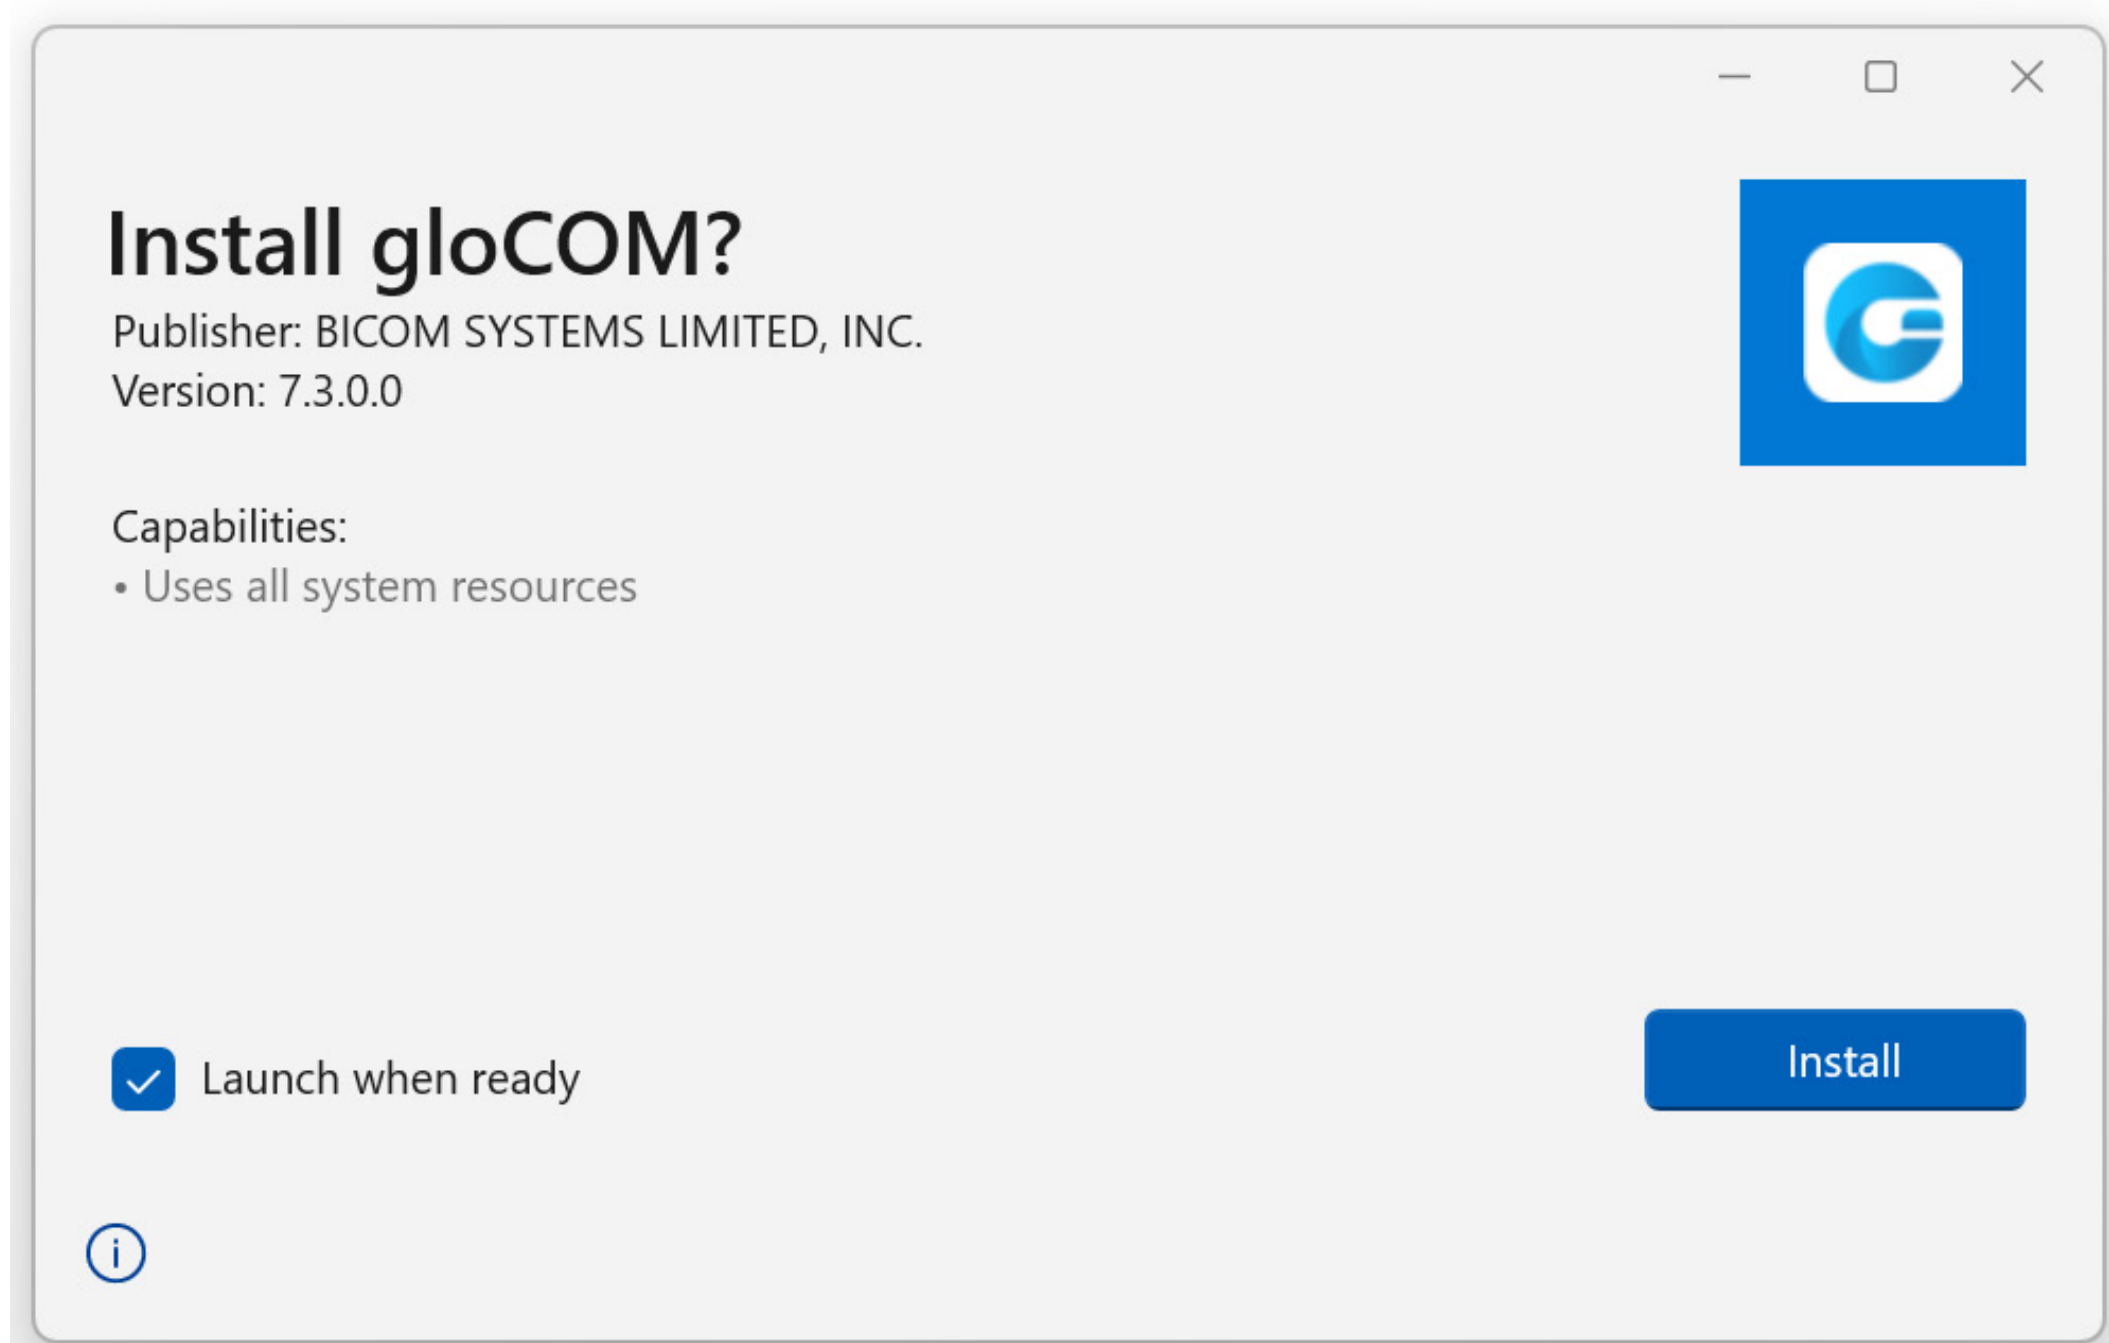 Install gloCOM?
Publisher: BICOM SYSTEMS LIMITED, INC.
Version: 7.3.0.0
Capabilities:
• Uses all system resources
Launch when ready
Install